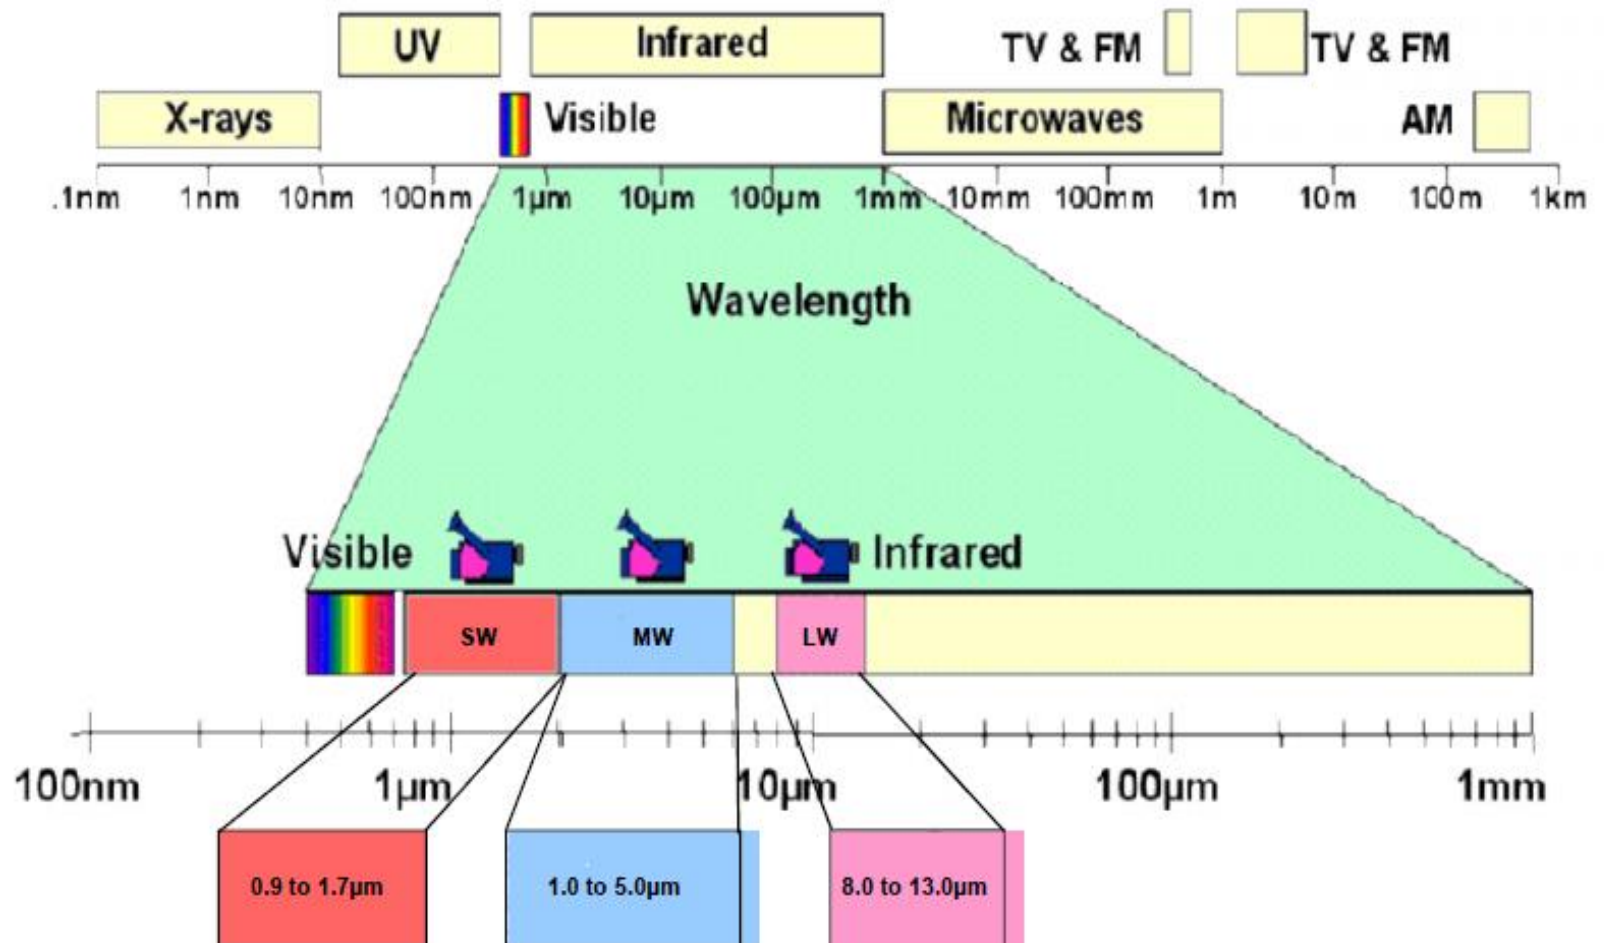 UV
Infrared
TV & FM
TV & FM
X-rays
Visible
Microwaves
AM
.1nm 1nm 10nm 100nm 1µm 10µm 100µm 1mm 10mm 100mm 1m 10m 100m 1km
Wavelength
Visible
Infrared
SW
MW
LW
100nm 1µm 10µm 100µm 1mm
0.9 to 1.7µm
1.0 to 5.0µm
8.0 to 13.0µm